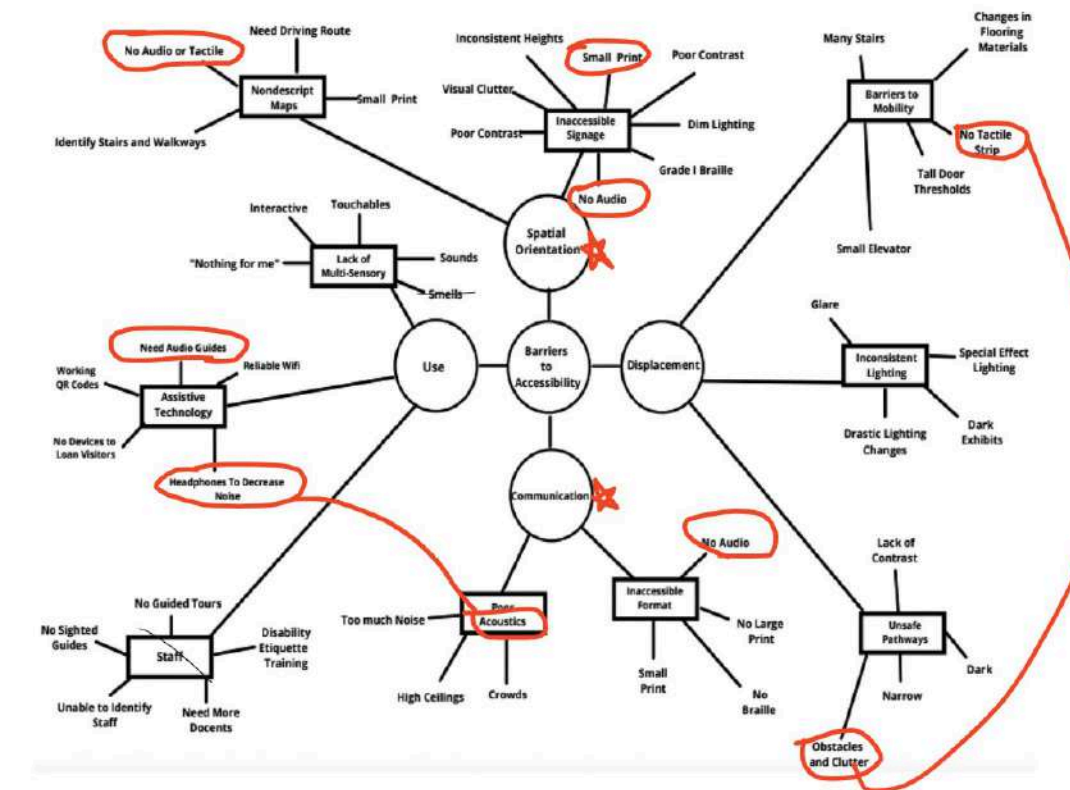 Need Driving Route
No Audio or Tactile
Nondescript
Maps
Small Print
Identify Stairs and Walkways
Inconsistent Heights
Small Print
Poor Contrast
Visual Clutter
Inaccessible
Signage
Dim Lighting
Poor Contrast
Grade I Braille
No Audio
Changes in
Flooring
Materials
Many Stairs
Barriers to
Mobility
No Tactile
Strip
Tall Door
Thresholds
Small Elevator
Spatial
Orientation
Interactive
Touchables
"Nothing for me"
Lack of
Multi-Sensory
Sounds
Smells
Use
Barriers
to
Accessibility
Displacement
Glare
Inconsistent
Lighting
Special Effect
Lighting
Drastic Lighting
Changes
Dark
Exhibits
Need Audio Guides
Working
QR Codes
Reliable Wifi
Assistive
Technology
No Devices to
Loan Visitors
Headphones To Decrease
Noise
Communication
No Audio
Inaccessible
Format
No Large
Print
Small
Print
No
Braille
Too much Noise
Poor
Acoustics
High Ceilings
Crowds
Lack of
Contrast
Unsafe
Pathways
Dark
Narrow
Obstacles
and Clutter
No Guided Tours
No Sighted
Guides
Staff
Disability
Etiquette
Training
Unable to Identify
Staff
Need More
Docents